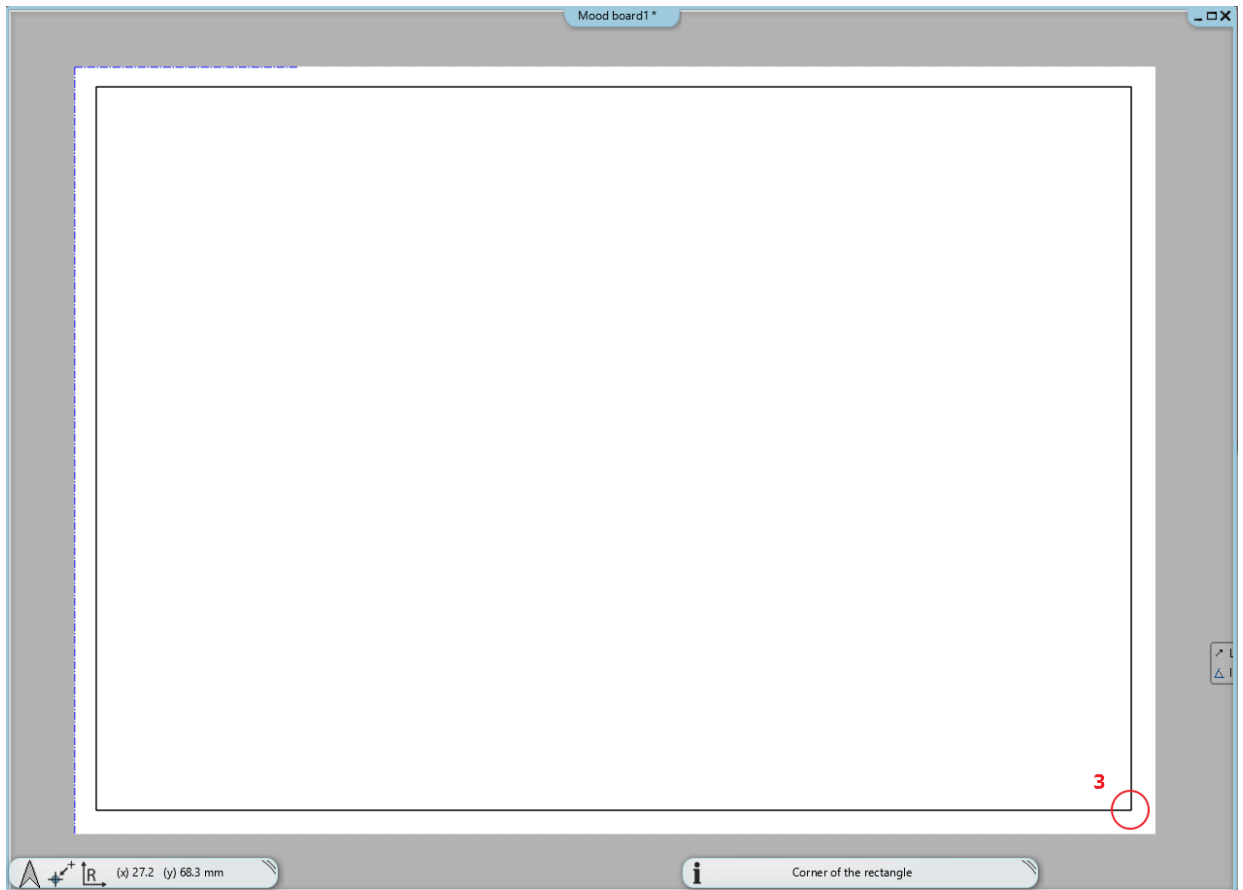 Mood board1 *
L
I
3
R (x) 27.2 (y) 68.3 mm
i Corner of the rectangle